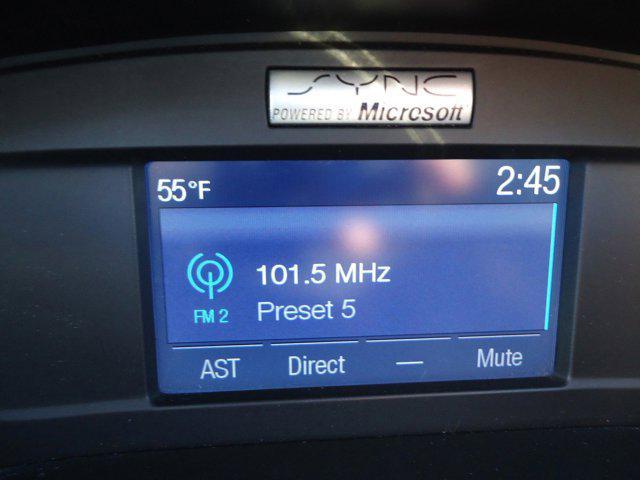 SYNC
POWERED BY Microsoft
55°F 2:45
101.5 MHz
FM 2 Preset 5
AST Direct — Mute